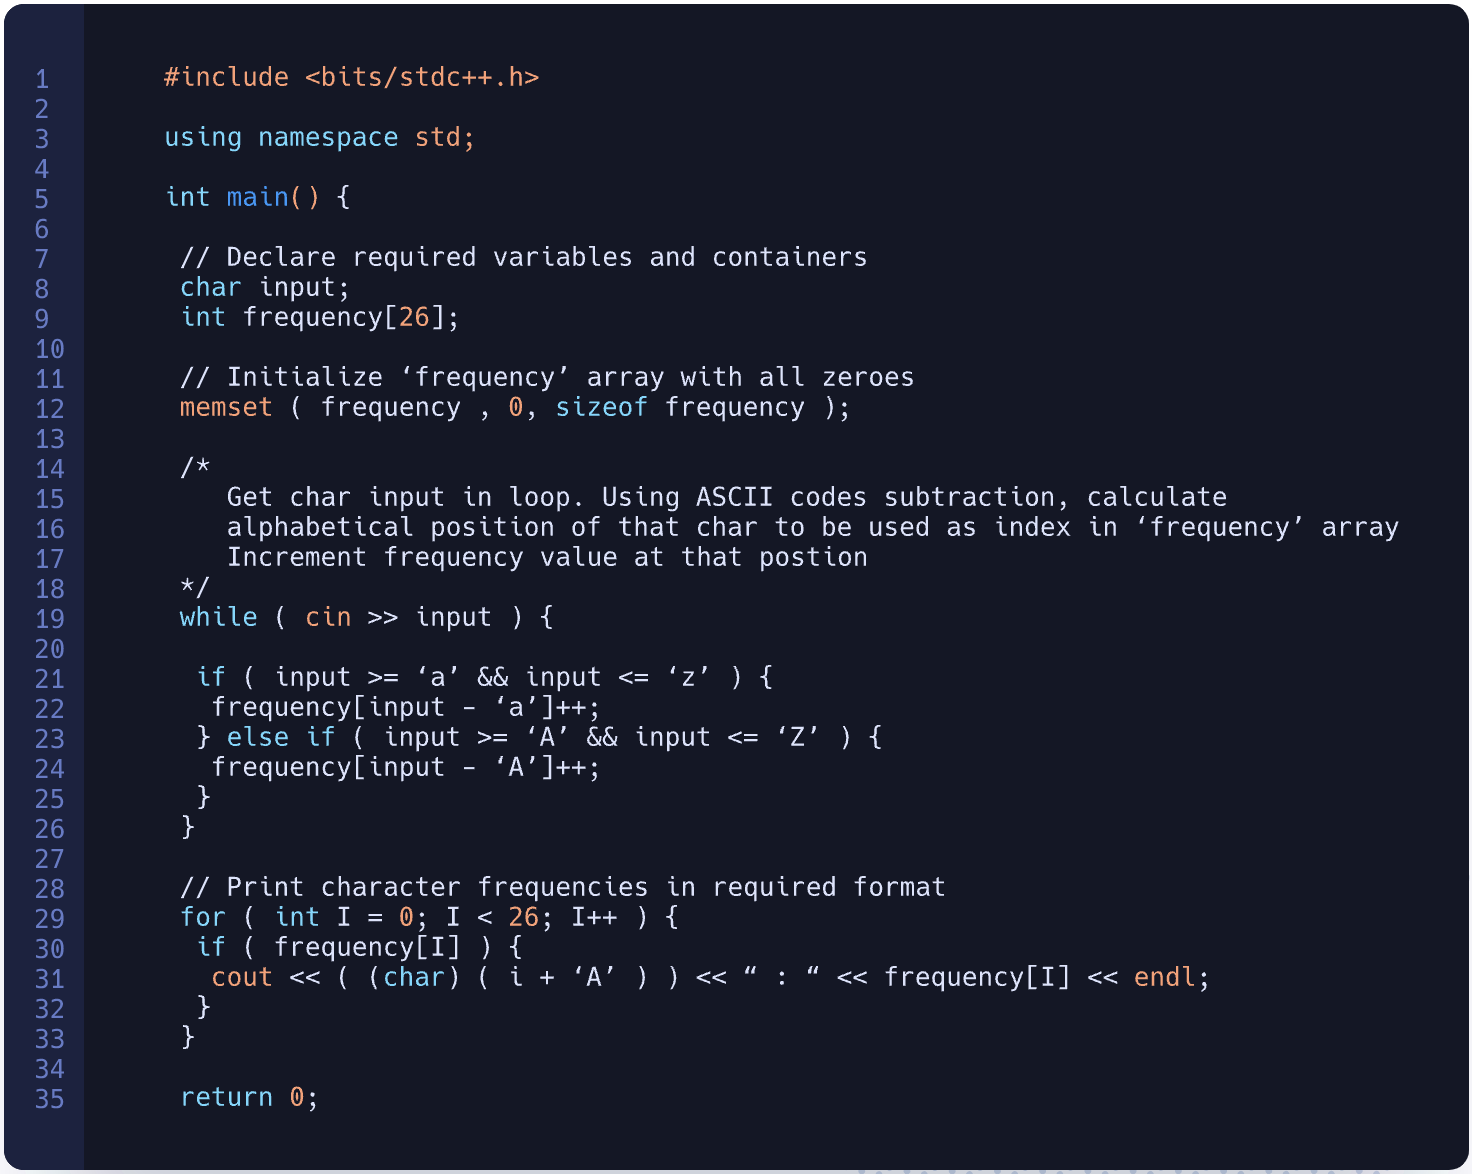 1 #include <bits/stdc++.h>
2
3 using namespace std;
4
5 int main() {
6
7 // Declare required variables and containers
8 char input;
9 int frequency[26];
10
11 // Initialize ‘frequency’ array with all zeroes
12 memset ( frequency , 0, sizeof frequency );
13
14 /*
15 Get char input in loop. Using ASCII codes subtraction, calculate
16 alphabetical position of that char to be used as index in ‘frequency’ array
17 Increment frequency value at that postion
18 */
19 while ( cin >> input ) {
20
21 if ( input >= ‘a’ && input <= ‘z’ ) {
22 frequency[input - ‘a’]++;
23 } else if ( input >= ‘A’ && input <= ‘Z’ ) {
24 frequency[input - ‘A’]++;
25 }
26 }
27
28 // Print character frequencies in required format
29 for ( int I = 0; I < 26; I++ ) {
30 if ( frequency[I] ) {
31 cout << ( (char) ( i + ‘A’ ) ) << “ : “ << frequency[I] << endl;
32 }
33 }
34
35 return 0;